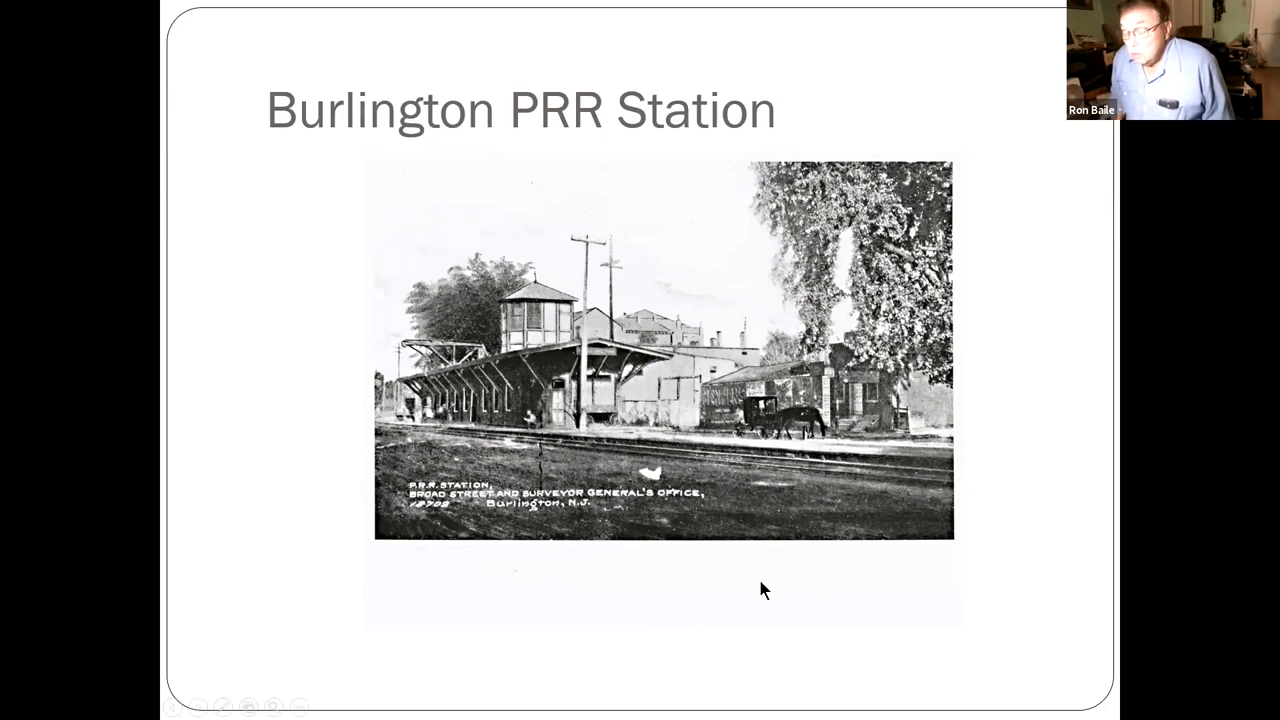 Burlington PRR Station
Ron Baile
P.R.R. STATION,
BROAD STREET AND SURVEYOR GENERAL'S OFFICE,
Burlington, N.J.